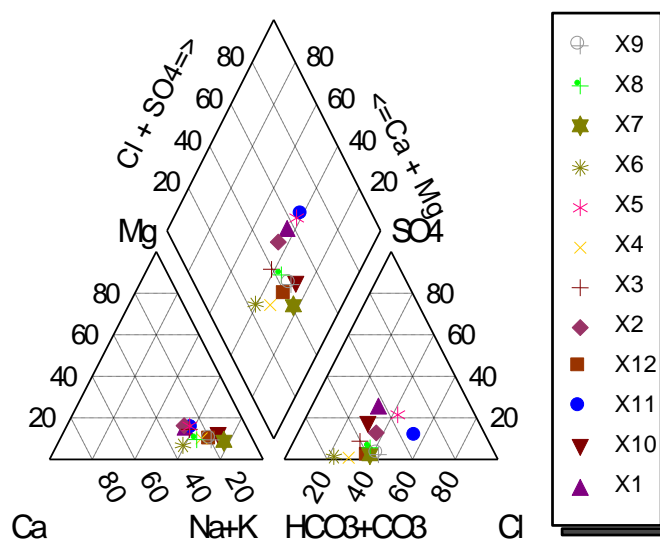 80 80
Cl + SO4=>
<=Ca + Mg
60 60
40 40
20 20
Mg SO4
80 80
60 60
40 40
20 20
80 60 40 20 20 40 60 80
Ca Na+K HCO3+CO3 Cl
X9
X8
X7
X6
X5
X4
X3
X2
X12
X11
X10
X1